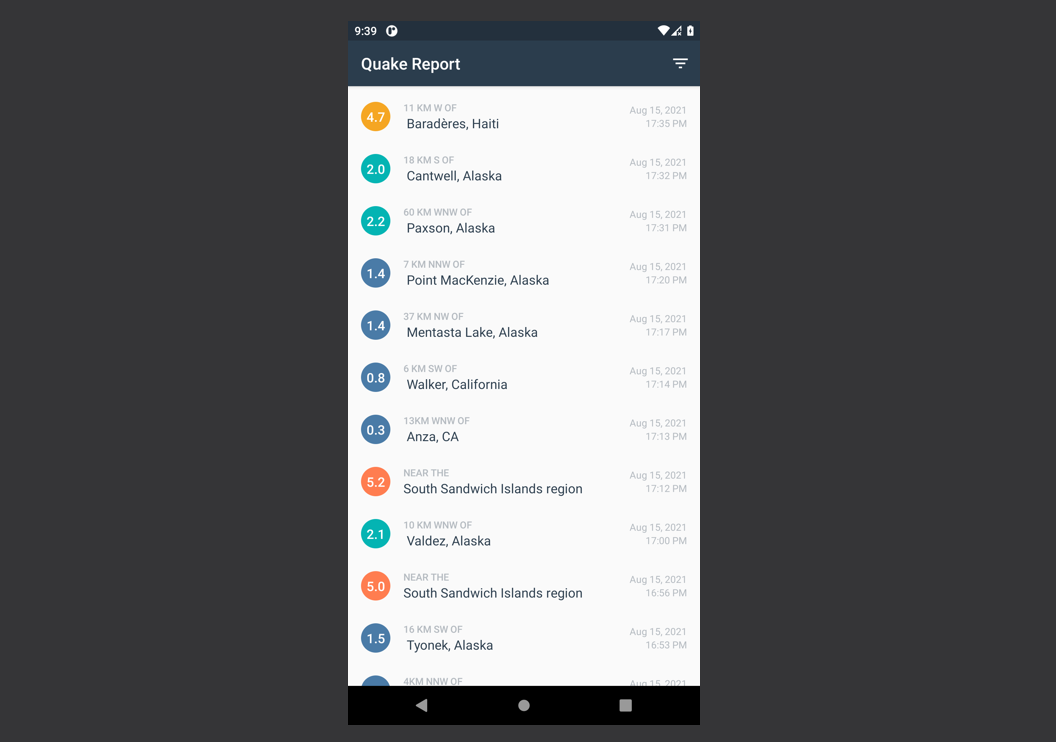 9:39
Quake Report
4.7
11 KM W OF
Baradères, Haiti
Aug 15, 2021
17:35 PM
2.0
18 KM S OF
Cantwell, Alaska
Aug 15, 2021
17:32 PM
2.2
60 KM WNW OF
Paxson, Alaska
Aug 15, 2021
17:31 PM
1.4
7 KM NNW OF
Point MacKenzie, Alaska
Aug 15, 2021
17:20 PM
1.4
37 KM NW OF
Mentasta Lake, Alaska
Aug 15, 2021
17:17 PM
0.8
6 KM SW OF
Walker, California
Aug 15, 2021
17:14 PM
0.3
13KM WNW OF
Anza, CA
Aug 15, 2021
17:13 PM
5.2
NEAR THE
South Sandwich Islands region
Aug 15, 2021
17:12 PM
2.1
10 KM WNW OF
Valdez, Alaska
Aug 15, 2021
17:00 PM
5.0
NEAR THE
South Sandwich Islands region
Aug 15, 2021
16:56 PM
1.5
16 KM SW OF
Tyonek, Alaska
Aug 15, 2021
16:53 PM
4KM NNW OF
Aug 15, 2021